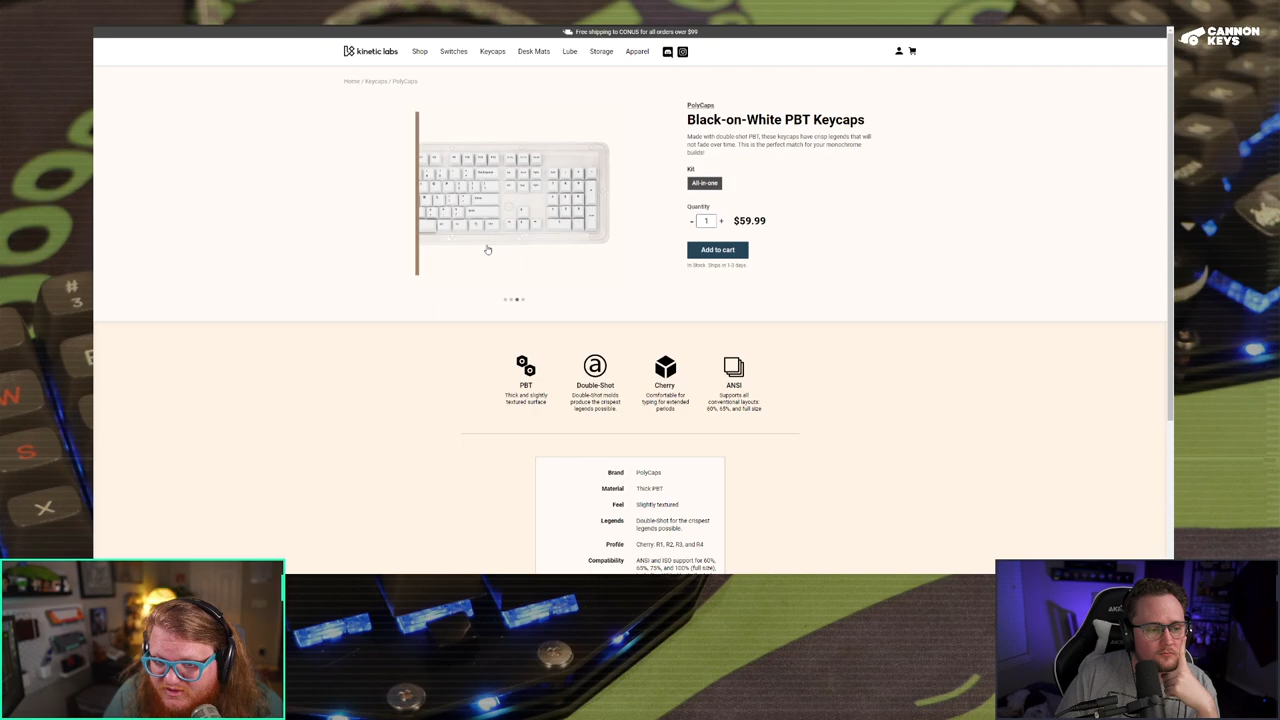 Free shipping to CONUS for all orders over $99
CANNON
KEYS
kinetic labs Shop Switches Keycaps Desk Mats Lube Storage Apparel
Home / Keycaps / PolyCaps
PolyCaps
Black-on-White PBT Keycaps
Made with double-shot PBT, these keycaps have crisp legends that will
not fade over time. This is the perfect match for your monochrome
builds!
Kit
All-in-one
Quantity
- 1 + $59.99
Add to cart
In Stock. Ships in 1-3 days.
PBT
Thick and slightly
textured surface
Double-Shot
Double-Shot molds
produce the crispest
legends possible.
Cherry
Comfortable for
typing for extended
periods
ANSI
Supports all
conventional layouts:
60%, 65%, and full size
Brand PolyCaps
Material Thick PBT
Feel Slightly textured
Legends Double-Shot for the crispest
legends possible.
Profile Cherry: R1, R2, R3, and R4
Compatibility ANSI and ISO support for 60%,
65%, 75%, and 100% (full size),
#
3
S
X